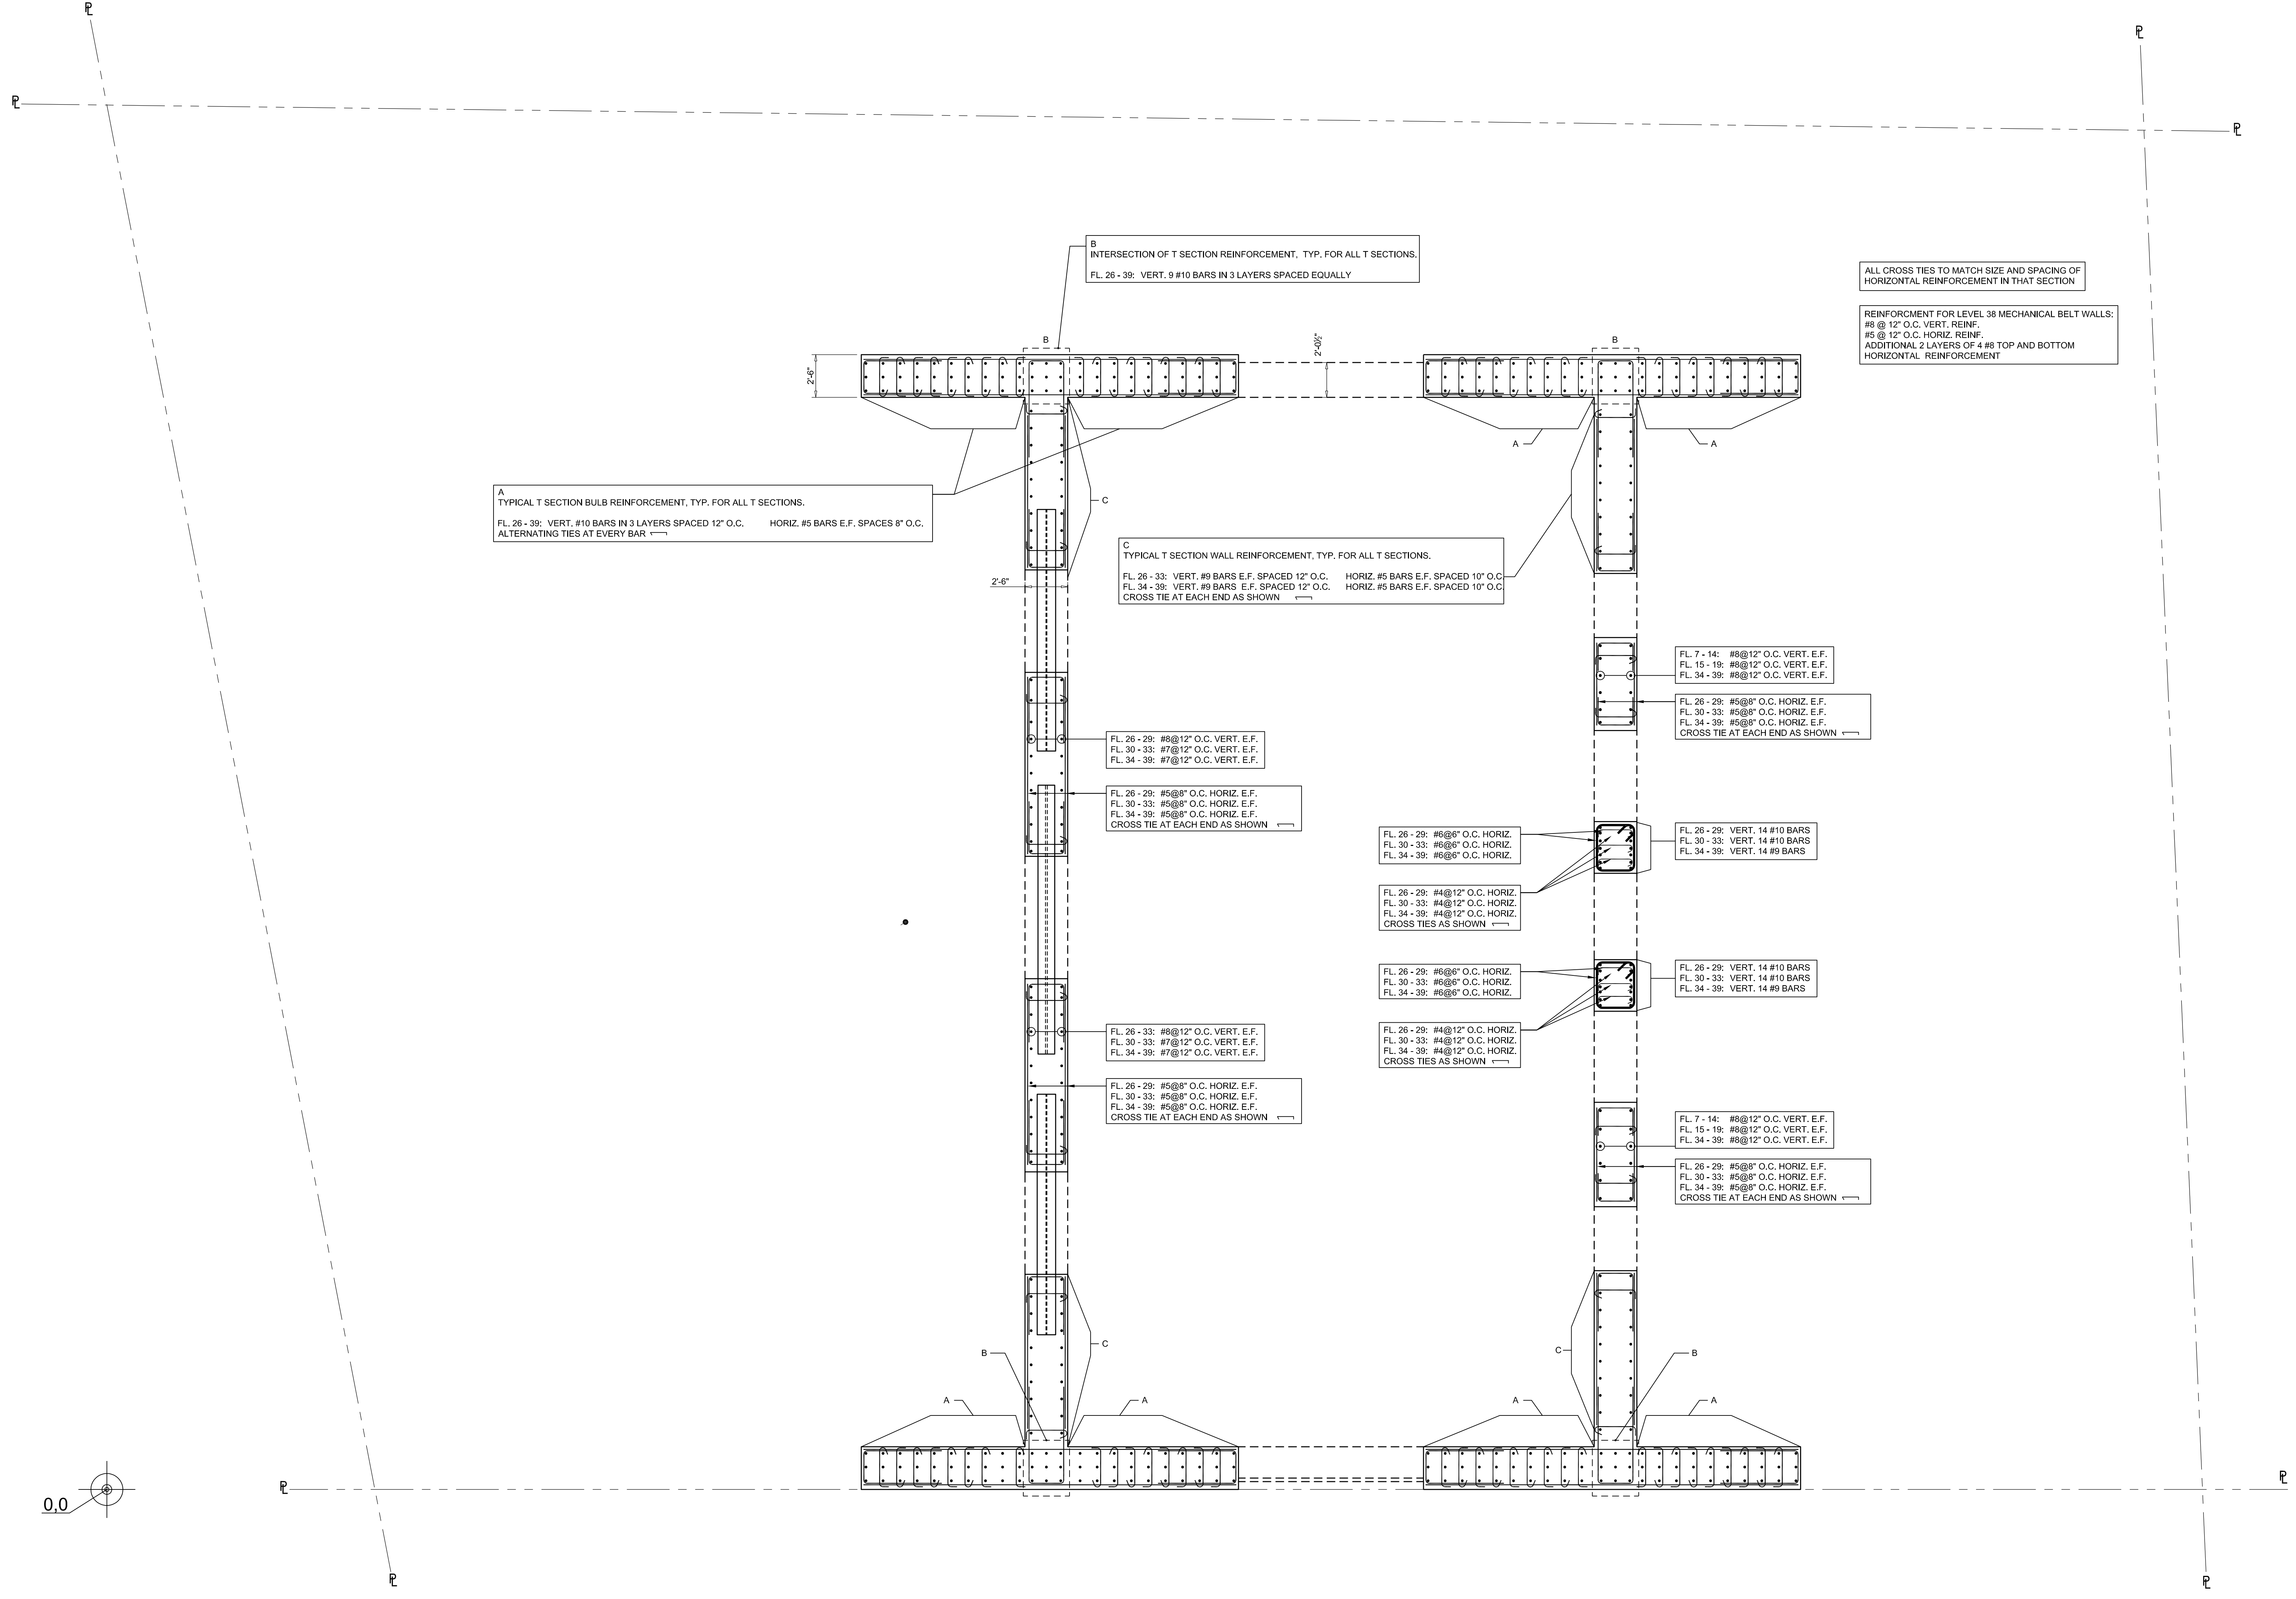 ℄
℄
℄
℄
B
INTERSECTION OF T SECTION REINFORCEMENT, TYP. FOR ALL T SECTIONS.
FL. 26 - 39: VERT. 9 #10 BARS IN 3 LAYERS SPACED EQUALLY
ALL CROSS TIES TO MATCH SIZE AND SPACING OF
HORIZONTAL REINFORCEMENT IN THAT SECTION
REINFORCMENT FOR LEVEL 38 MECHANICAL BELT WALLS:
#8 @ 12" O.C. VERT. REINF.
#5 @ 12" O.C. HORIZ. REINF.
ADDITIONAL 2 LAYERS OF 4 #8 TOP AND BOTTOM
HORIZONTAL REINFORCEMENT
B
B
2'-6"
2'-0½"
A
A
A
TYPICAL T SECTION BULB REINFORCEMENT, TYP. FOR ALL T SECTIONS.
FL. 26 - 39: VERT. #10 BARS IN 3 LAYERS SPACED 12" O.C. HORIZ. #5 BARS E.F. SPACES 8" O.C.
ALTERNATING TIES AT EVERY BAR
C
C
TYPICAL T SECTION WALL REINFORCEMENT, TYP. FOR ALL T SECTIONS.
FL. 26 - 33: VERT. #9 BARS E.F. SPACED 12" O.C. HORIZ. #5 BARS E.F. SPACED 10" O.C.
FL. 34 - 39: VERT. #9 BARS E.F. SPACED 12" O.C. HORIZ. #5 BARS E.F. SPACED 10" O.C.
CROSS TIE AT EACH END AS SHOWN
2'-6"
FL. 7 - 14: #8@12" O.C. VERT. E.F.
FL. 15 - 19: #8@12" O.C. VERT. E.F.
FL. 34 - 39: #8@12" O.C. VERT. E.F.
FL. 26 - 29: #5@8" O.C. HORIZ. E.F.
FL. 30 - 33: #5@8" O.C. HORIZ. E.F.
FL. 34 - 39: #5@8" O.C. HORIZ. E.F.
CROSS TIE AT EACH END AS SHOWN
FL. 26 - 29: #8@12" O.C. VERT. E.F.
FL. 30 - 33: #7@12" O.C. VERT. E.F.
FL. 34 - 39: #7@12" O.C. VERT. E.F.
FL. 26 - 29: #5@8" O.C. HORIZ. E.F.
FL. 30 - 33: #5@8" O.C. HORIZ. E.F.
FL. 34 - 39: #5@8" O.C. HORIZ. E.F.
CROSS TIE AT EACH END AS SHOWN
FL. 26 - 29: #6@6" O.C. HORIZ.
FL. 30 - 33: #6@6" O.C. HORIZ.
FL. 34 - 39: #6@6" O.C. HORIZ.
FL. 26 - 29: VERT. 14 #10 BARS
FL. 30 - 33: VERT. 14 #10 BARS
FL. 34 - 39: VERT. 14 #9 BARS
FL. 26 - 29: #4@12" O.C. HORIZ.
FL. 30 - 33: #4@12" O.C. HORIZ.
FL. 34 - 39: #4@12" O.C. HORIZ.
CROSS TIES AS SHOWN
FL. 26 - 29: #6@6" O.C. HORIZ.
FL. 30 - 33: #6@6" O.C. HORIZ.
FL. 34 - 39: #6@6" O.C. HORIZ.
FL. 26 - 29: VERT. 14 #10 BARS
FL. 30 - 33: VERT. 14 #10 BARS
FL. 34 - 39: VERT. 14 #9 BARS
FL. 26 - 29: #4@12" O.C. HORIZ.
FL. 30 - 33: #4@12" O.C. HORIZ.
FL. 34 - 39: #4@12" O.C. HORIZ.
CROSS TIES AS SHOWN
FL. 26 - 33: #8@12" O.C. VERT. E.F.
FL. 30 - 33: #7@12" O.C. VERT. E.F.
FL. 34 - 39: #7@12" O.C. VERT. E.F.
FL. 26 - 29: #5@8" O.C. HORIZ. E.F.
FL. 30 - 33: #5@8" O.C. HORIZ. E.F.
FL. 34 - 39: #5@8" O.C. HORIZ. E.F.
CROSS TIE AT EACH END AS SHOWN
FL. 7 - 14: #8@12" O.C. VERT. E.F.
FL. 15 - 19: #8@12" O.C. VERT. E.F.
FL. 34 - 39: #8@12" O.C. VERT. E.F.
FL. 26 - 29: #5@8" O.C. HORIZ. E.F.
FL. 30 - 33: #5@8" O.C. HORIZ. E.F.
FL. 34 - 39: #5@8" O.C. HORIZ. E.F.
CROSS TIE AT EACH END AS SHOWN
B
C
C
B
A
A
A
A
0,0
℄
℄
℄
℄